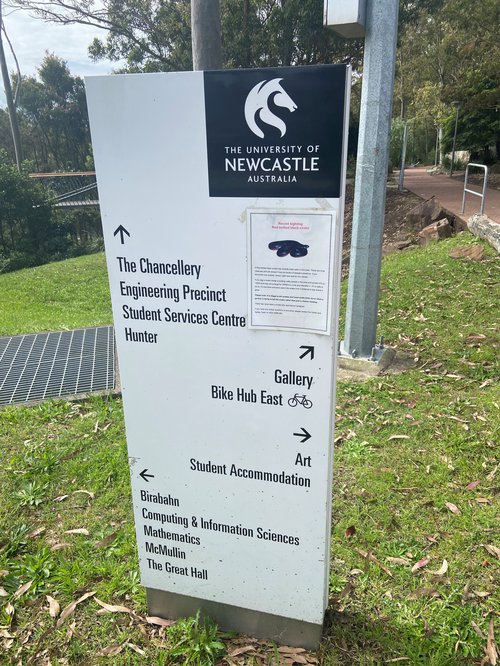 THE UNIVERSITY OF
NEWCASTLE
AUSTRALIA
Recent Sighting
Red-bellied black snake
↑
The Chancellery
Engineering Precinct
Student Services Centre
Hunter
↗
Gallery
Bike Hub East
→
Art
Student Accommodation
←
Birabahn
Computing & Information Sciences
Mathematics
McMullin
The Great Hall